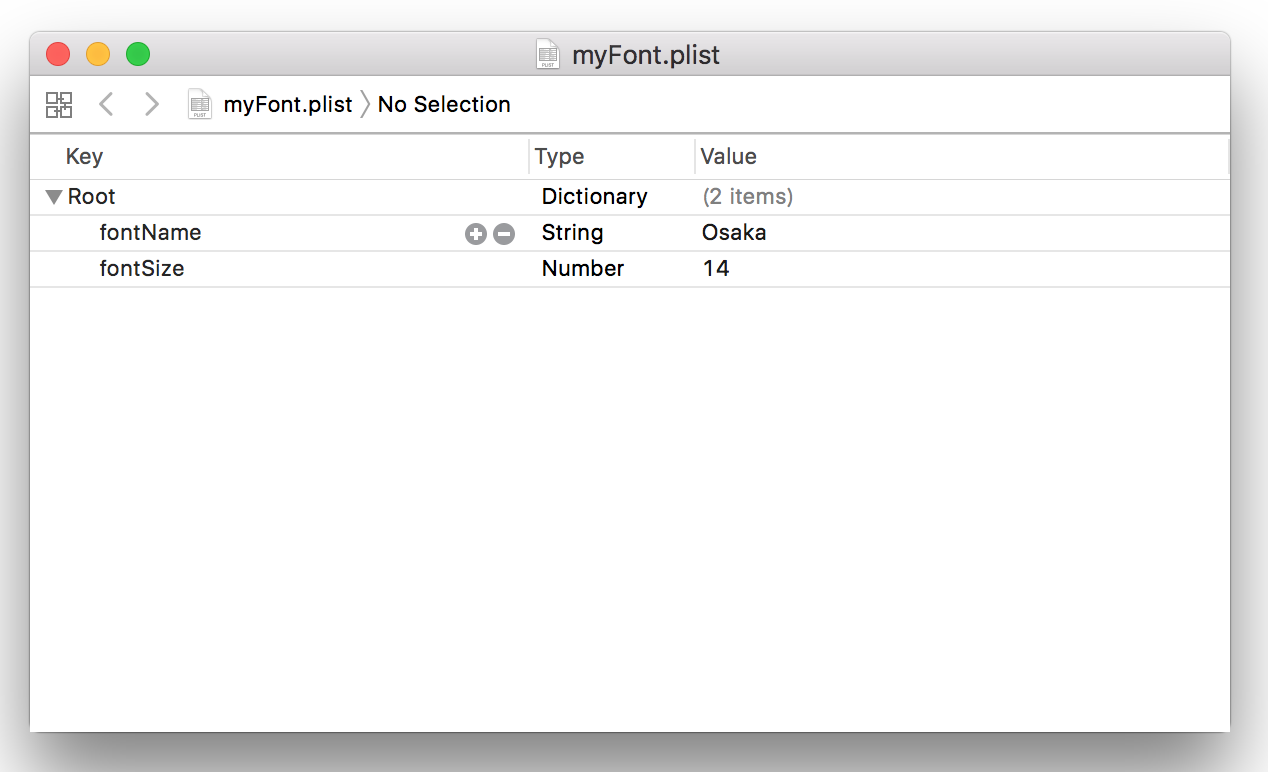 myFont.plist
myFont.plist 〉 No Selection
Key Type Value
Root Dictionary (2 items)
fontName String Osaka
fontSize Number 14